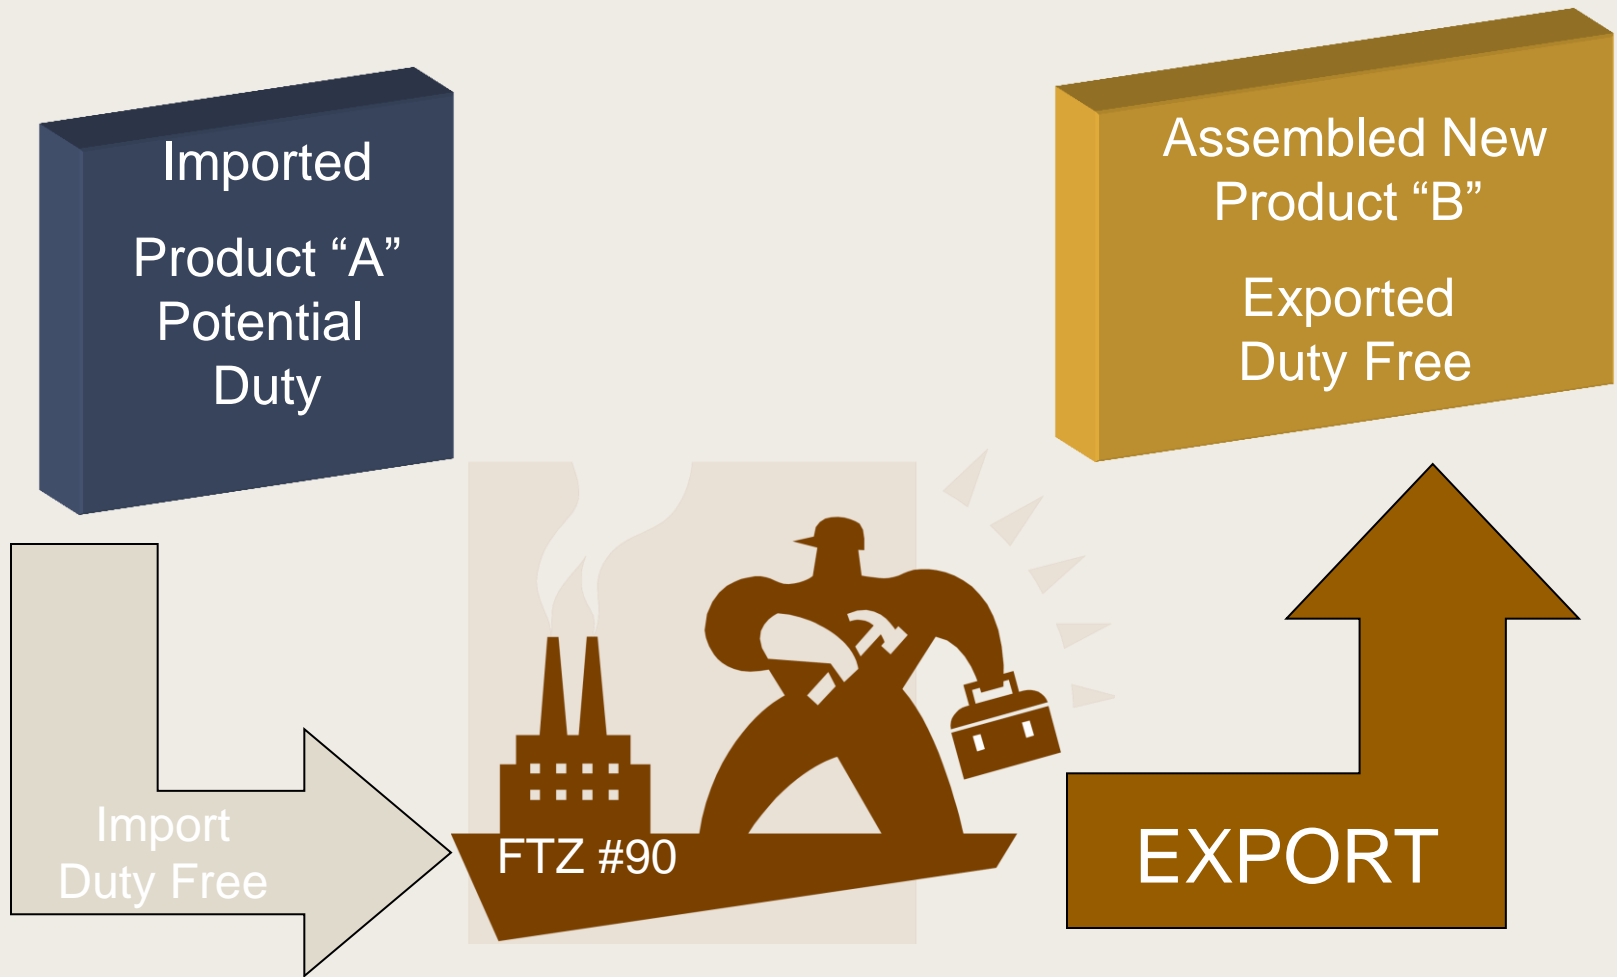 Imported
Product “A”
Potential
Duty
Assembled New
Product “B”
Exported
Duty Free
Import
Duty Free
FTZ #90
EXPORT